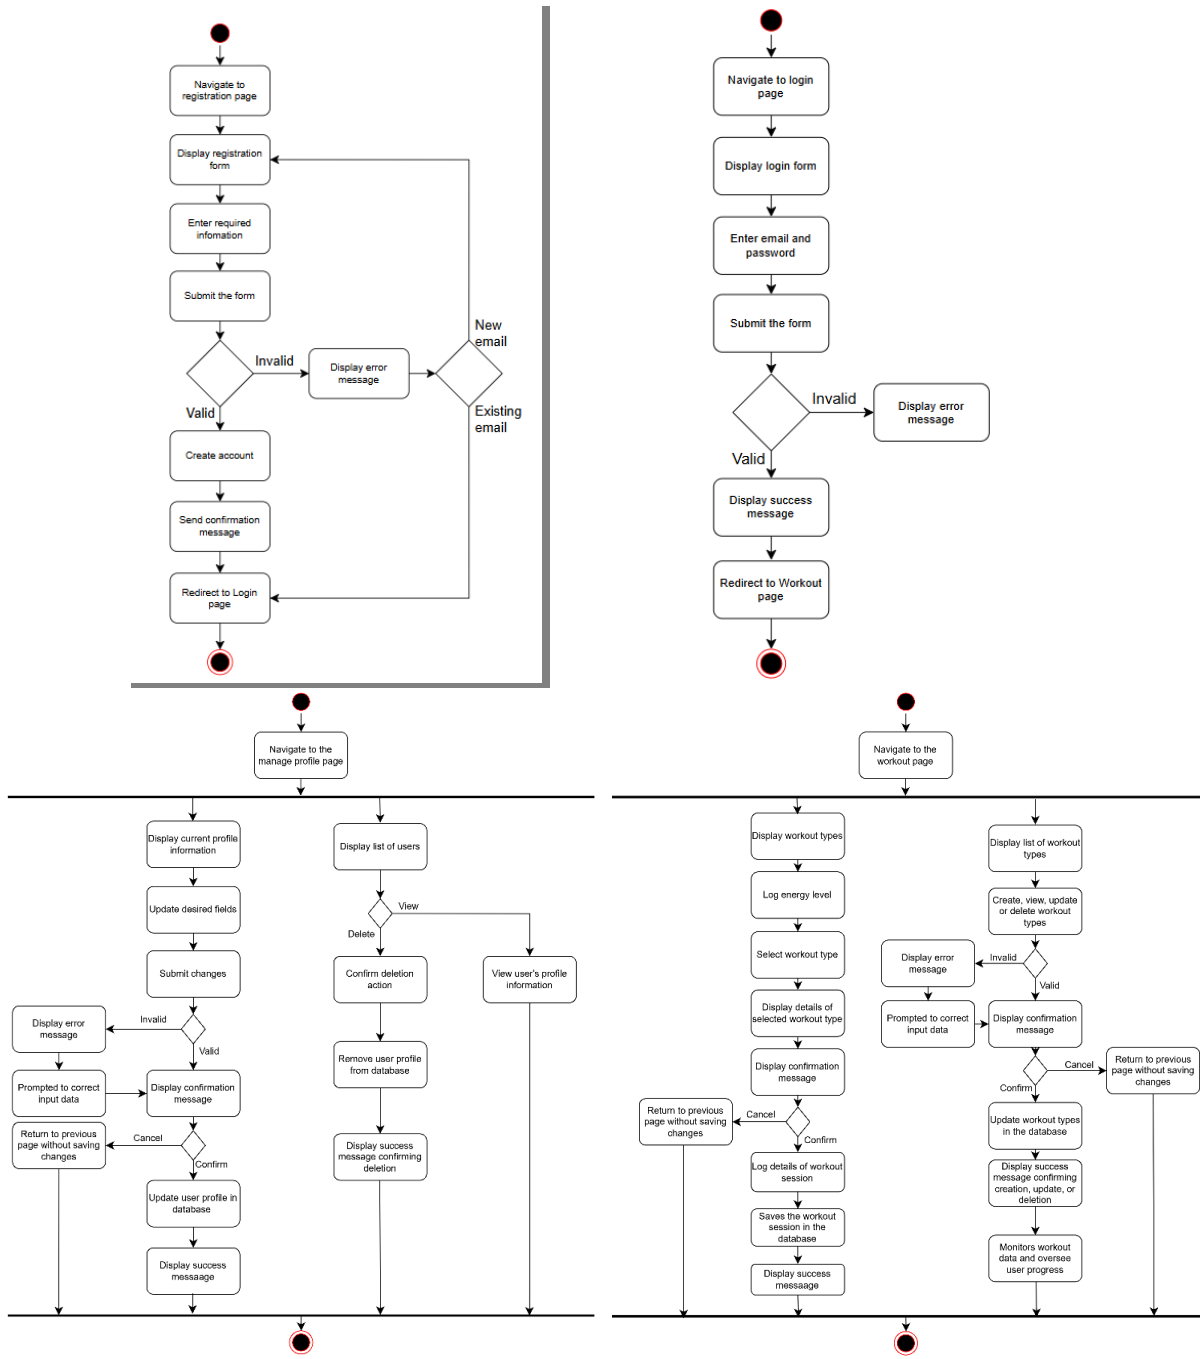 Navigate to
registration page
Display registration
form
Enter required
infomation
Submit the form
Invalid
Display error
message
New
email
Existing
email
Valid
Create account
Send confirmation
message
Redirect to Login
page
Navigate to login
page
Display login form
Enter email and
password
Submit the form
Invalid
Display error
message
Valid
Display success
message
Redirect to Workout
page
Navigate to the
manage profile page
Display current profile
information
Update desired fields
Submit changes
Invalid
Display error
message
Valid
Prompted to correct
input data
Display confirmation
message
Cancel
Return to previous
page without saving
changes
Confirm
Update user profile in
database
Display success
messaage
Display list of users
View
Delete
Confirm deletion
action
View user's profile
information
Remove user profile
from database
Display success
message confirming
deletion
Navigate to the
workout page
Display workout types
Log energy level
Select workout type
Display details of
selected workout type
Display confirmation
message
Cancel
Return to previous
page without saving
changes
Confirm
Log details of workout
session
Saves the workout
session in the
database
Display success
messaage
Display list of workout
types
Create, view, update
or delete workout
types
Invalid
Display error
message
Valid
Prompted to correct
input data
Display confirmation
message
Cancel
Return to previous
page without saving
changes
Confirm
Update workout types
in the database
Display success
message confirming
creation, update, or
deletion
Monitors workout
data and oversee
user progress